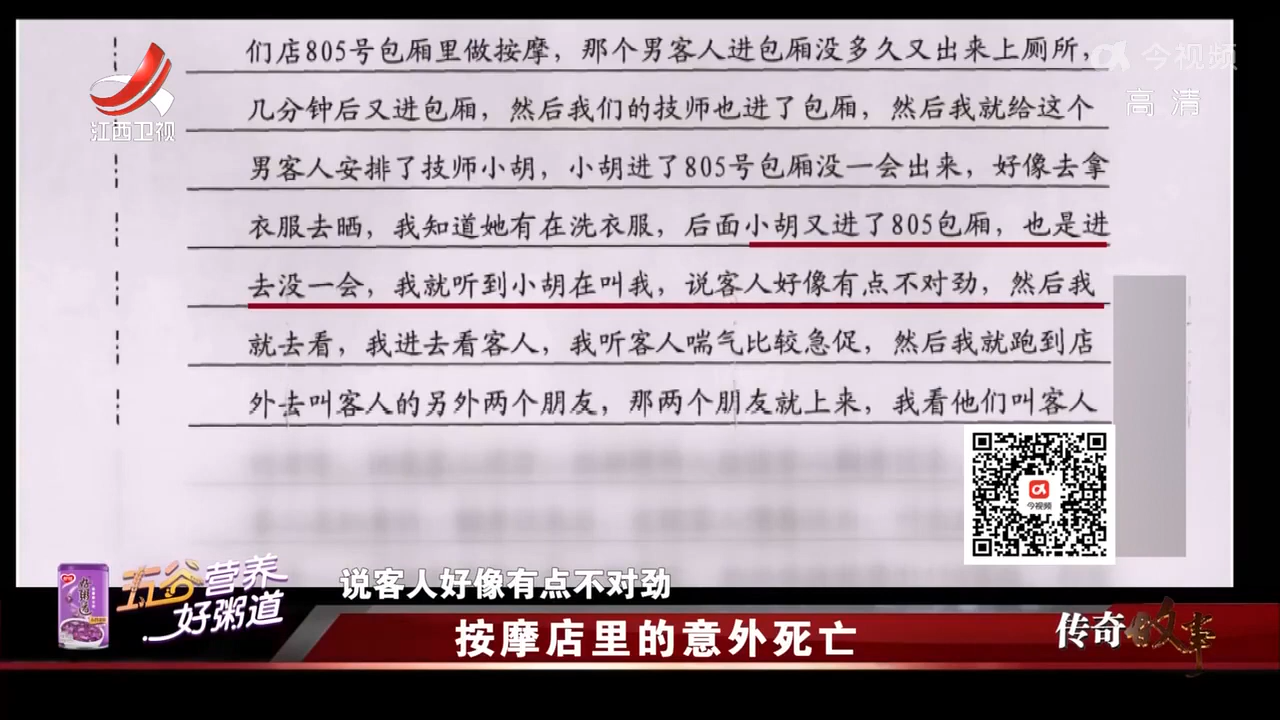 们店805号包厢里做按摩，那个男客人进包厢没多久又出来上厕所，
几分钟后又进包厢，然后我们的技师也进了包厢，然后我就给这个
男客人安排了技师小胡，小胡进了805号包厢没一会出来，好像去拿
衣服去晒，我知道她有在洗衣服，后面小胡又进了805包厢，也是进
去没一会，我就听到小胡在叫我，说客人好像有点不对劲，然后我
就去看，我进去看客人，我听客人喘气比较急促，然后我就跑到店
外去叫客人的另外两个朋友，那两个朋友就上来，我看他们叫客人
江西卫视
今视频
高清
今视频
五谷营养
好粥道
说客人好像有点不对劲
按摩店里的意外死亡
传奇故事